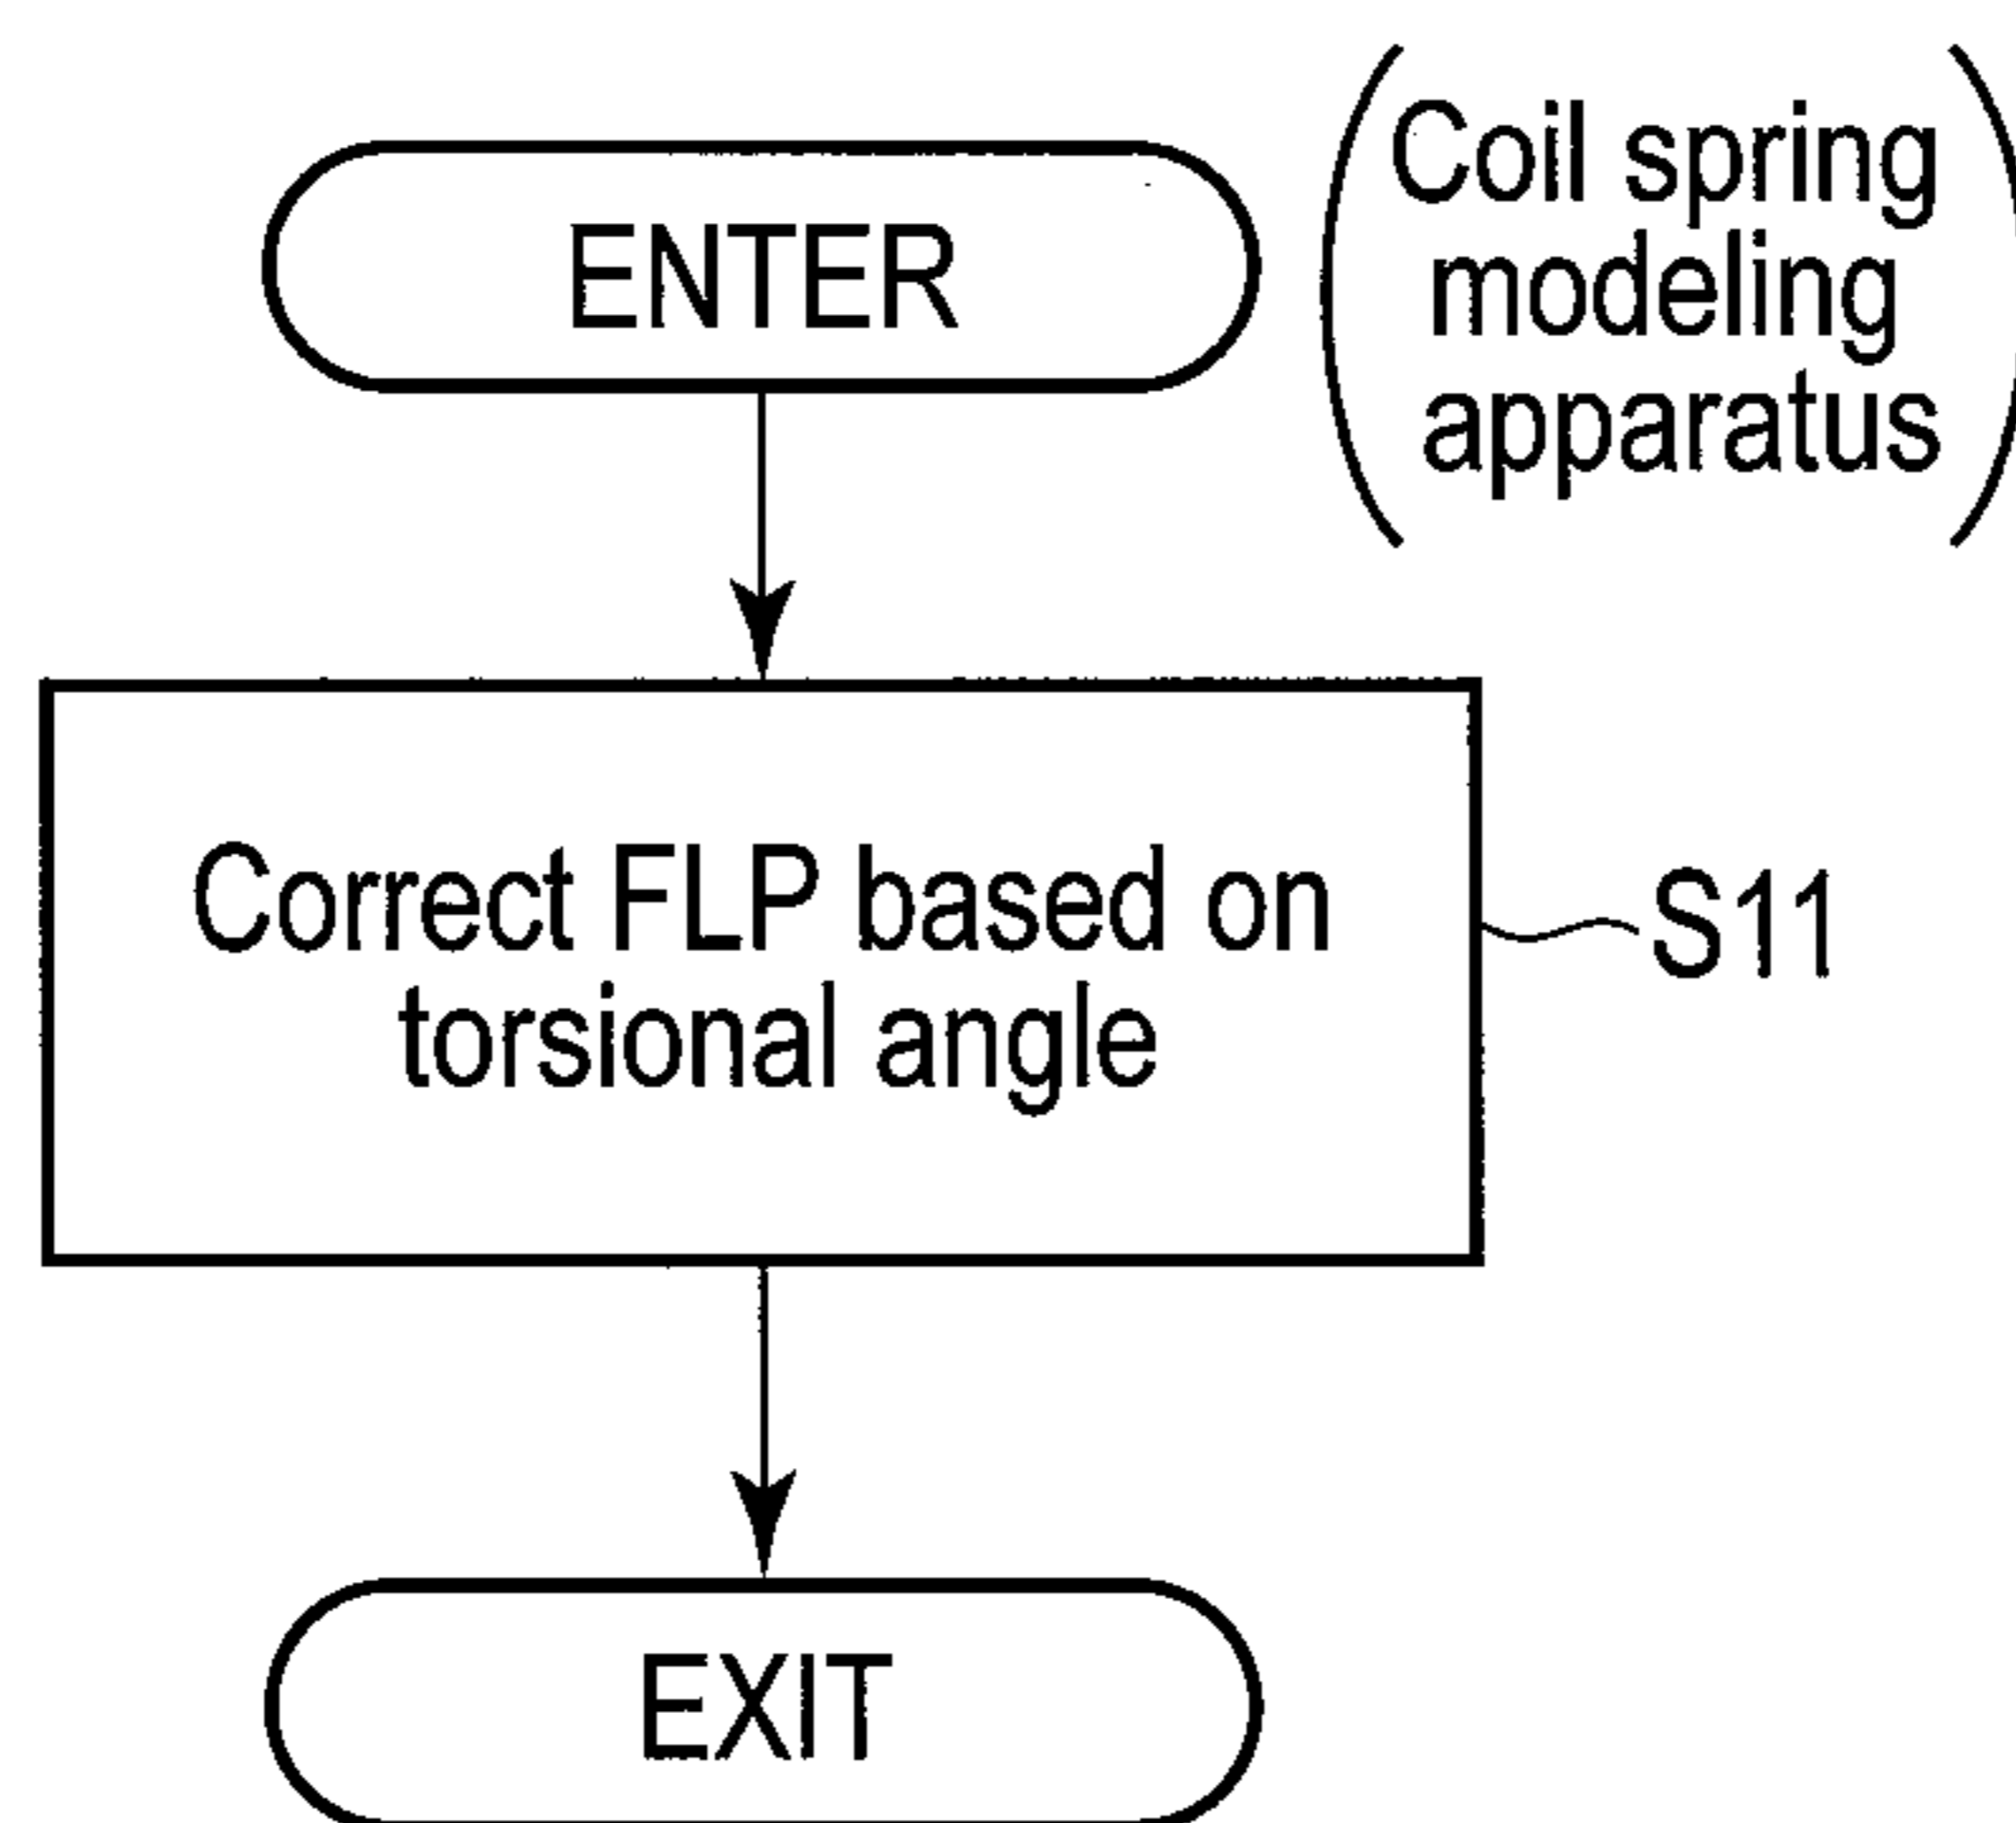 ENTER
(Coil spring
modeling
apparatus)
Correct FLP based on
torsional angle
S11
EXIT